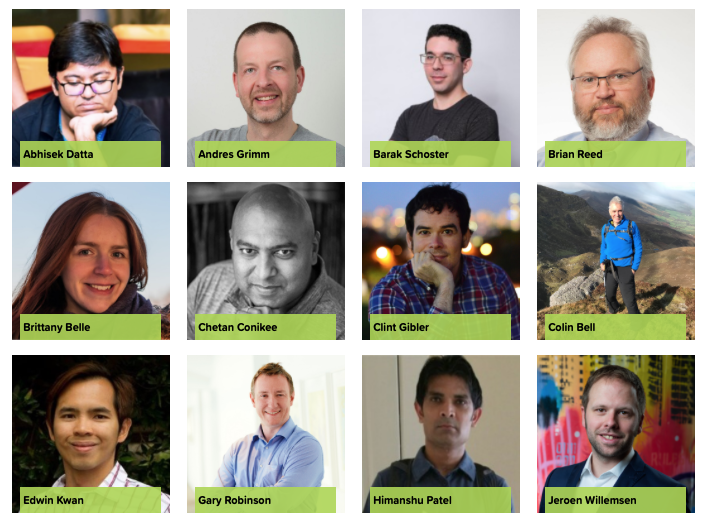 Abhisek Datta
Andres Grimm
Barak Schoster
Brian Reed
Brittany Belle
Chetan Conikee
Clint Gibler
Colin Bell
Edwin Kwan
Gary Robinson
Himanshu Patel
Jeroen Willemsen